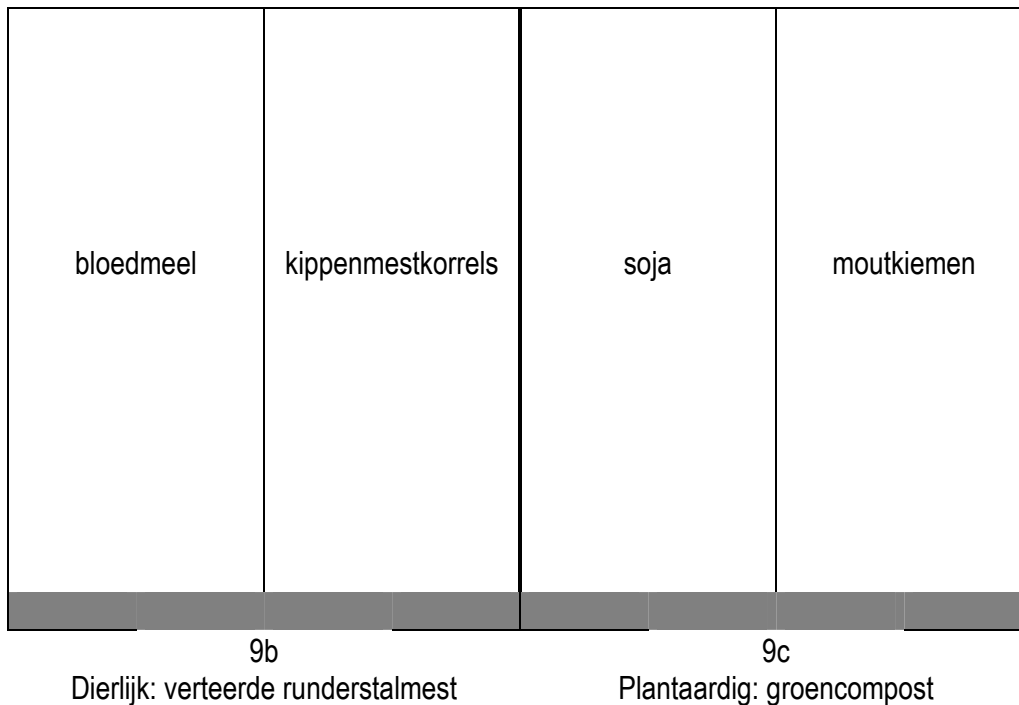 bloedmeel kippenmestkorrels soja moutkiemen
9b 9c
Dierlijk: verteerde runderstalmest Plantaardig: groencompost